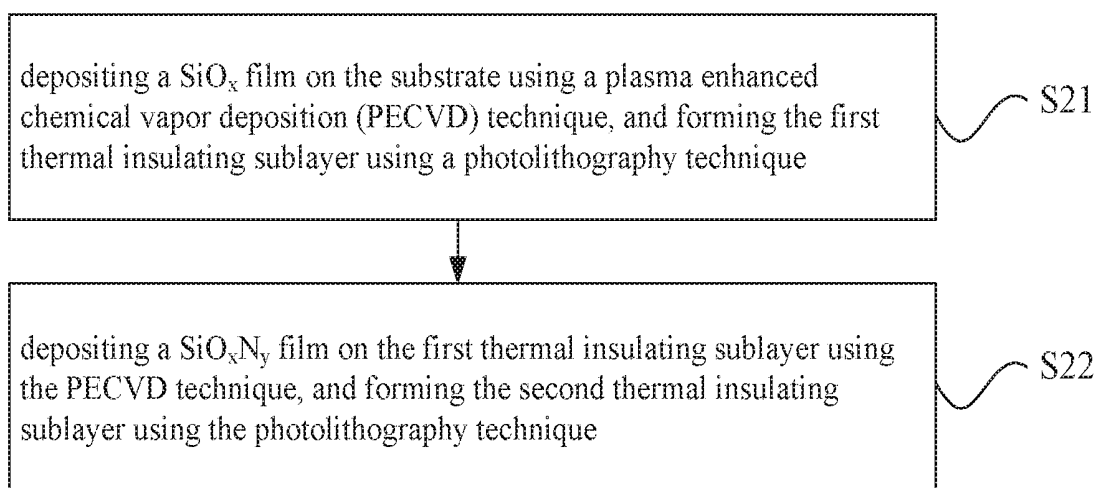 depositing a SiOₓ film on the substrate using a plasma enhanced
chemical vapor deposition (PECVD) technique, and forming the first
thermal insulating sublayer using a photolithography technique
S21
depositing a SiOₓNᵧ film on the first thermal insulating sublayer using
the PECVD technique, and forming the second thermal insulating
sublayer using the photolithography technique
S22